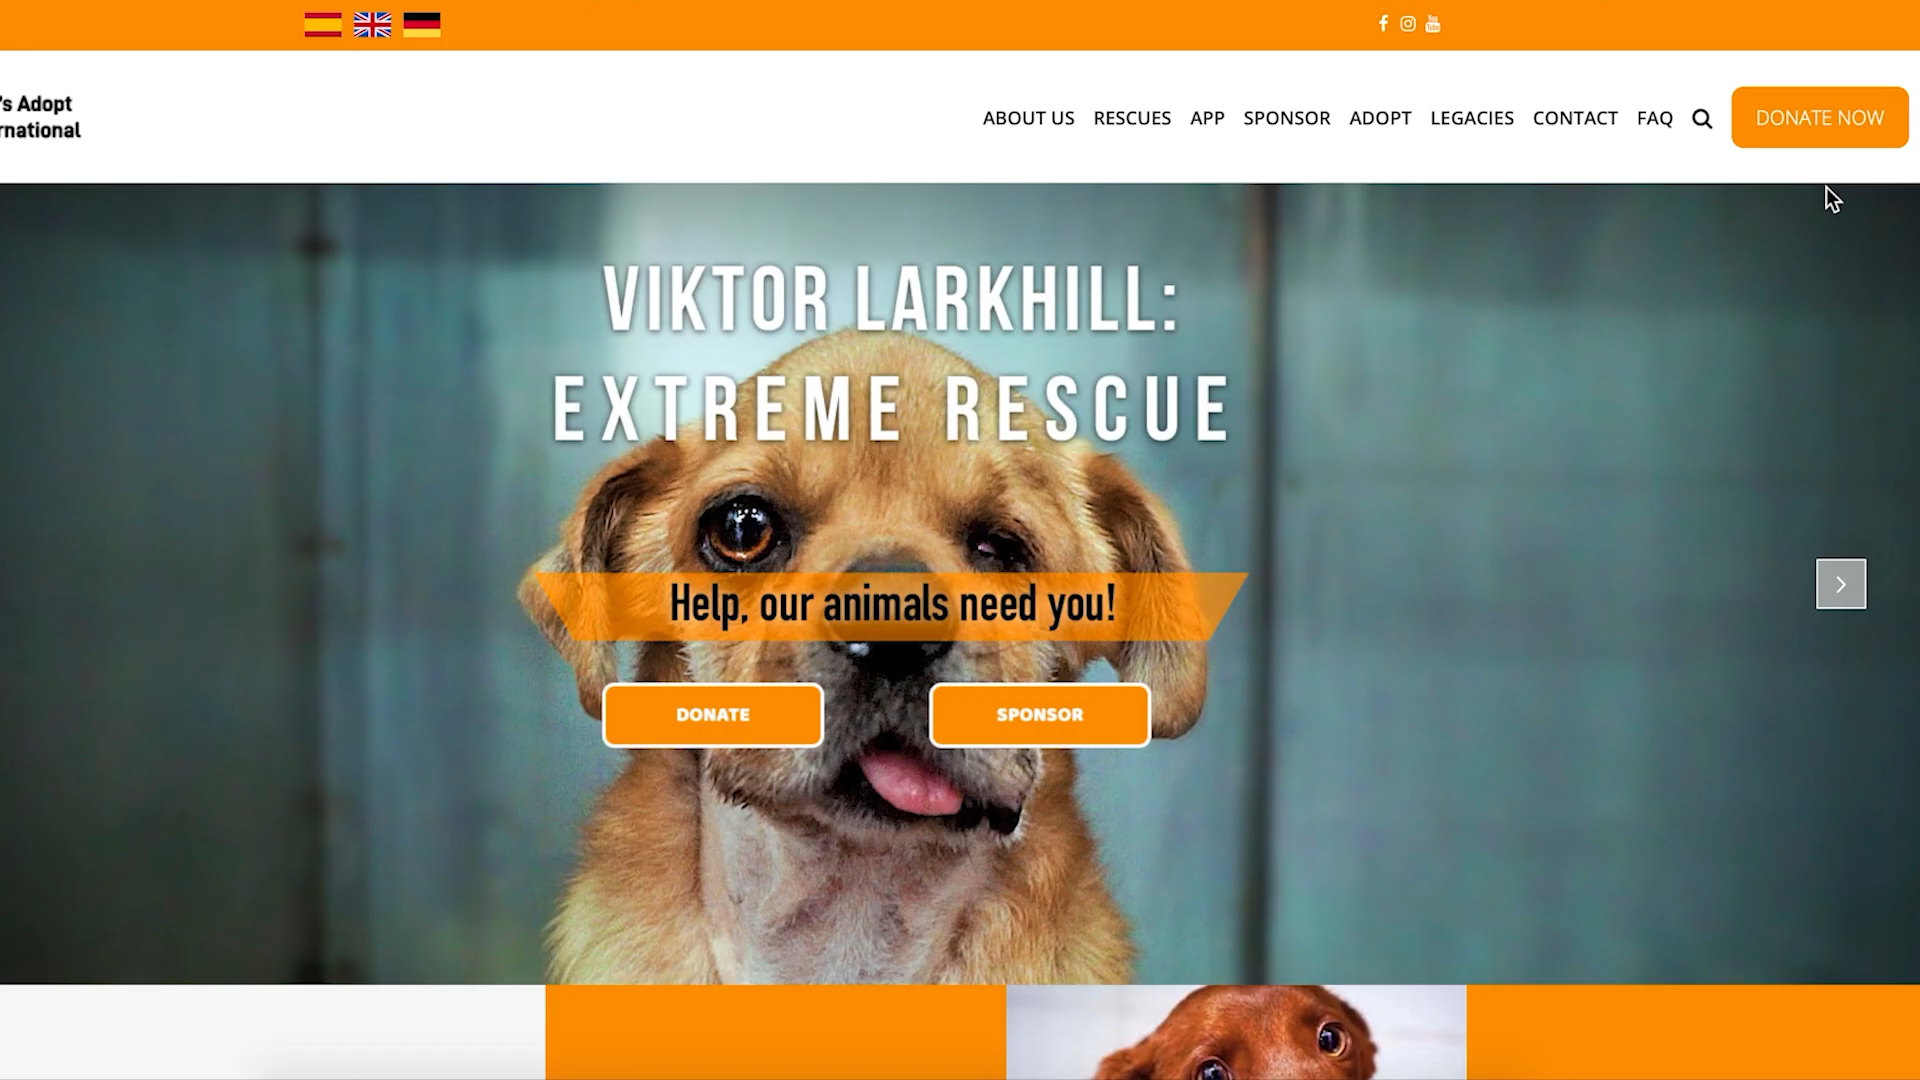 's Adopt
rnational
ABOUT US RESCUES APP SPONSOR ADOPT LEGACIES CONTACT FAQ DONATE NOW
VIKTOR LARKHILL:
EXTREME RESCUE
Help, our animals need you!
DONATE SPONSOR